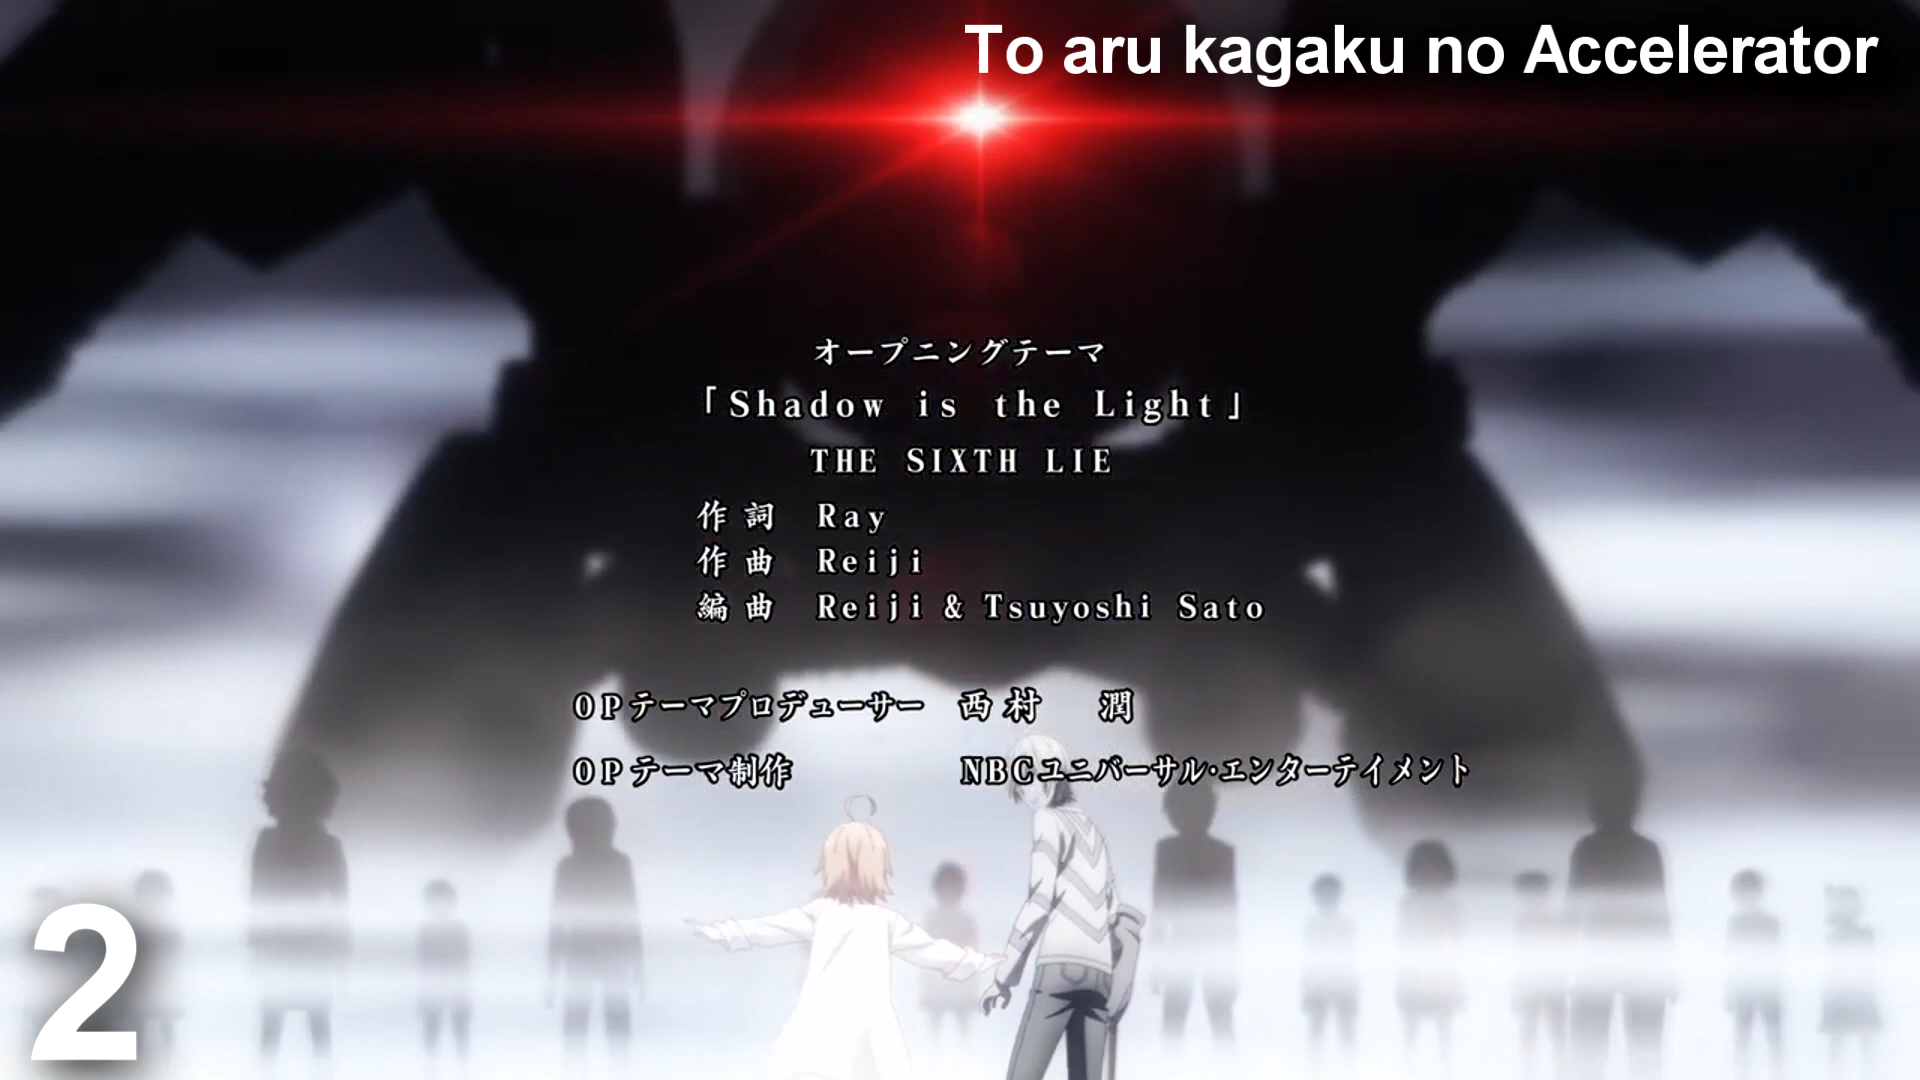 To aru kagaku no Accelerator
オープニングテーマ
「Shadow is the Light」
THE SIXTH LIE
作詞 Ray
作曲 Reiji
編曲 Reiji & Tsuyoshi Sato
OPテーマプロデューサー 西村 潤
OPテーマ制作 NBCユニバーサル・エンターテイメント
2